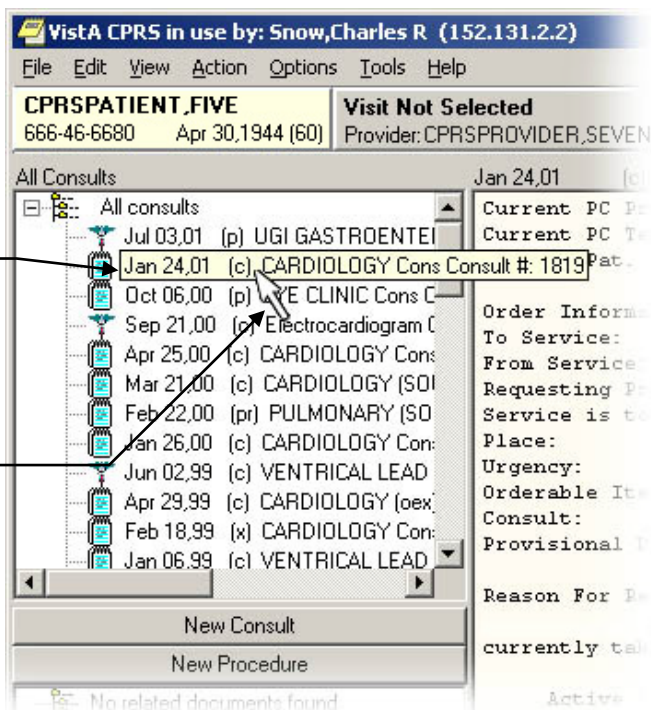 VistA CPRS in use by: Snow,Charles R (152.131.2.2)
File Edit View Action Options Tools Help
CPRSPATIENT,FIVE
666-46-6680 Apr 30,1944 (60)
Visit Not Selected
Provider: CPRSPROVIDER,SEVEN
All Consults
All consults
Jul 03,01 (p) UGI GASTROENTE
Jan 24,01 (c) CARDIOLOGY Cons Consult #: 1819
Oct 06,00 (p) CLINIC Cons
Sep 21,00 Electrocardiogram
Apr 25,00 (c) CARDIOLOGY Cons
Mar 21,00 (c) CARDIOLOGY (SO
Feb 22,00 (pr) PULMONARY (SO
Jan 26,00 (c) CARDIOLOGY Con
Jun 02,99 (c) VENTRICAL LEAD
Apr 29,99 (c) CARDIOLOGY (oex
Feb 18,99 (x) CARDIOLOGY Con
Jan 06,99 (c) VENTRICAL LEAD
New Consult
New Procedure
No related documents found
Jan 24,01
Current PC
Current PC
Pat.
Order Inform
To Service:
From Service
Requesting
Service is
Place:
Urgency:
Orderable
Consult:
Provisional
Reason For
currently
Active